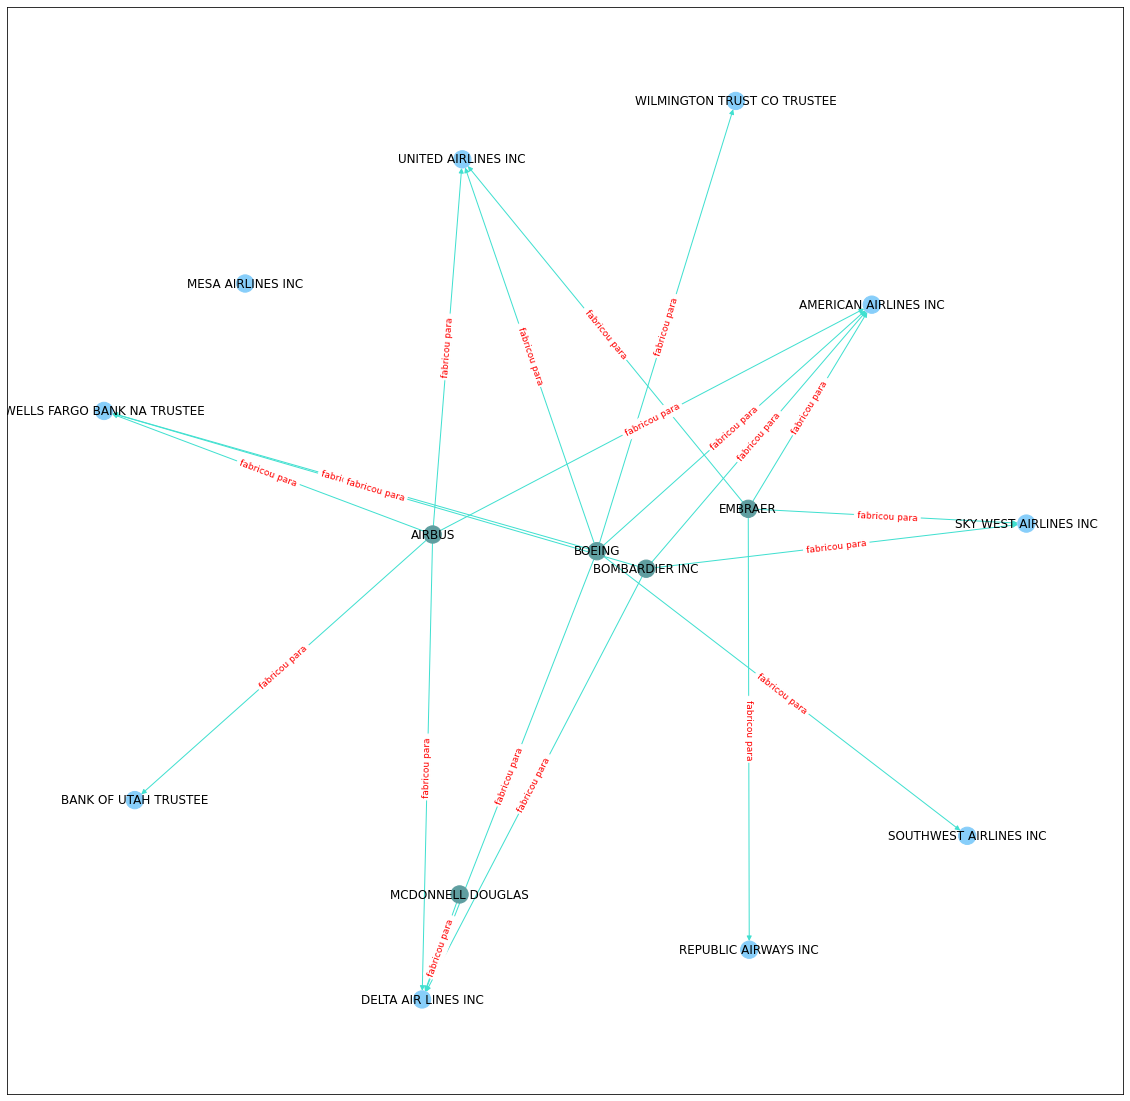 WILMINGTON TRUST CO TRUSTEE
UNITED AIRLINES INC
MESA AIRLINES INC
AMERICAN AIRLINES INC
fabricou para
fabricou para
fabricou para
fabricou para
fabricou para
WELLS FARGO BANK NA TRUSTEE
fabricou para
fabricou para
fabricou para
fabricou para
fabri
fabricou para
EMBRAER
fabricou para
SKY WEST AIRLINES INC
AIRBUS
fabricou para
BOEING
BOMBARDIER INC
fabricou para
fabricou para
fabricou para
fabricou para
fabricou para
fabricou para
BANK OF UTAH TRUSTEE
SOUTHWEST AIRLINES INC
MCDONNELL DOUGLAS
fabricou para
REPUBLIC AIRWAYS INC
DELTA AIR LINES INC